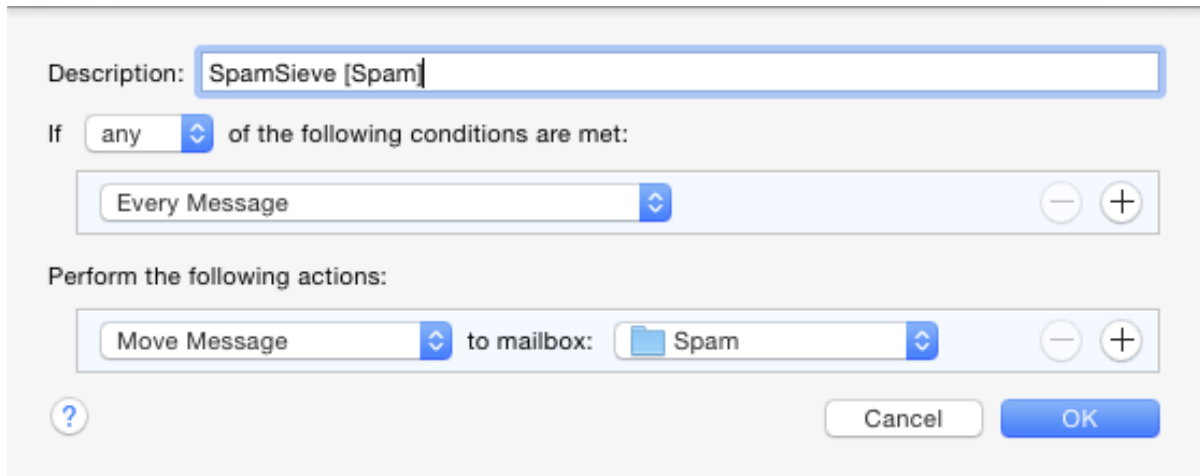 Description: SpamSieve [Spam]
If any of the following conditions are met:
Every Message
Perform the following actions:
Move Message to mailbox: Spam
? Cancel OK